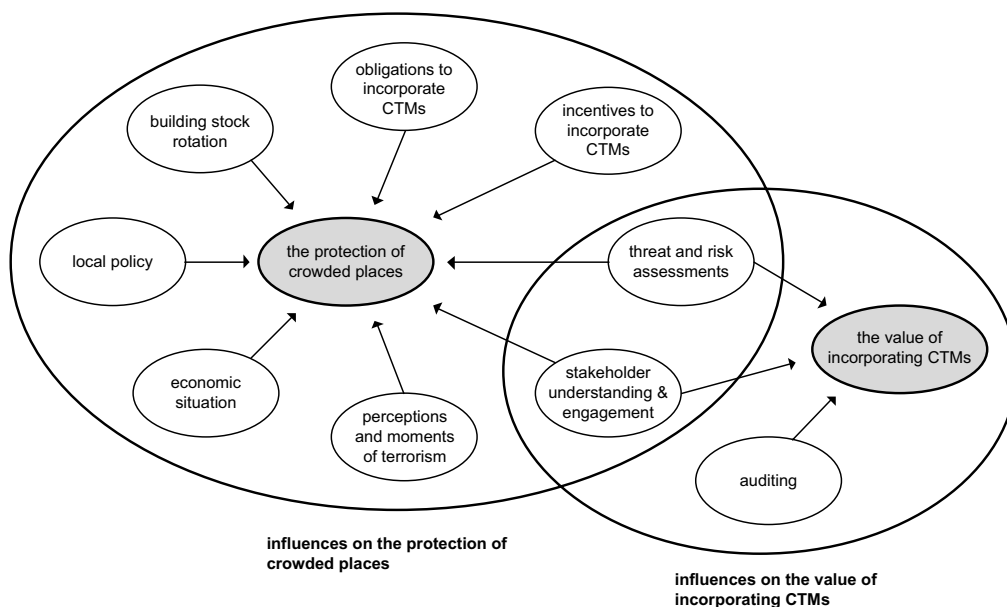 obligations to
incorporate
CTMs
incentives to
incorporate
CTMs
building stock
rotation
the protection of
crowded places
local policy
threat and risk
assessments
the value of
incorporating CTMs
economic
situation
perceptions
and moments
of terrorism
stakeholder
understanding &
engagement
auditing
influences on the protection of
crowded places
influences on the value of
incorporating CTMs